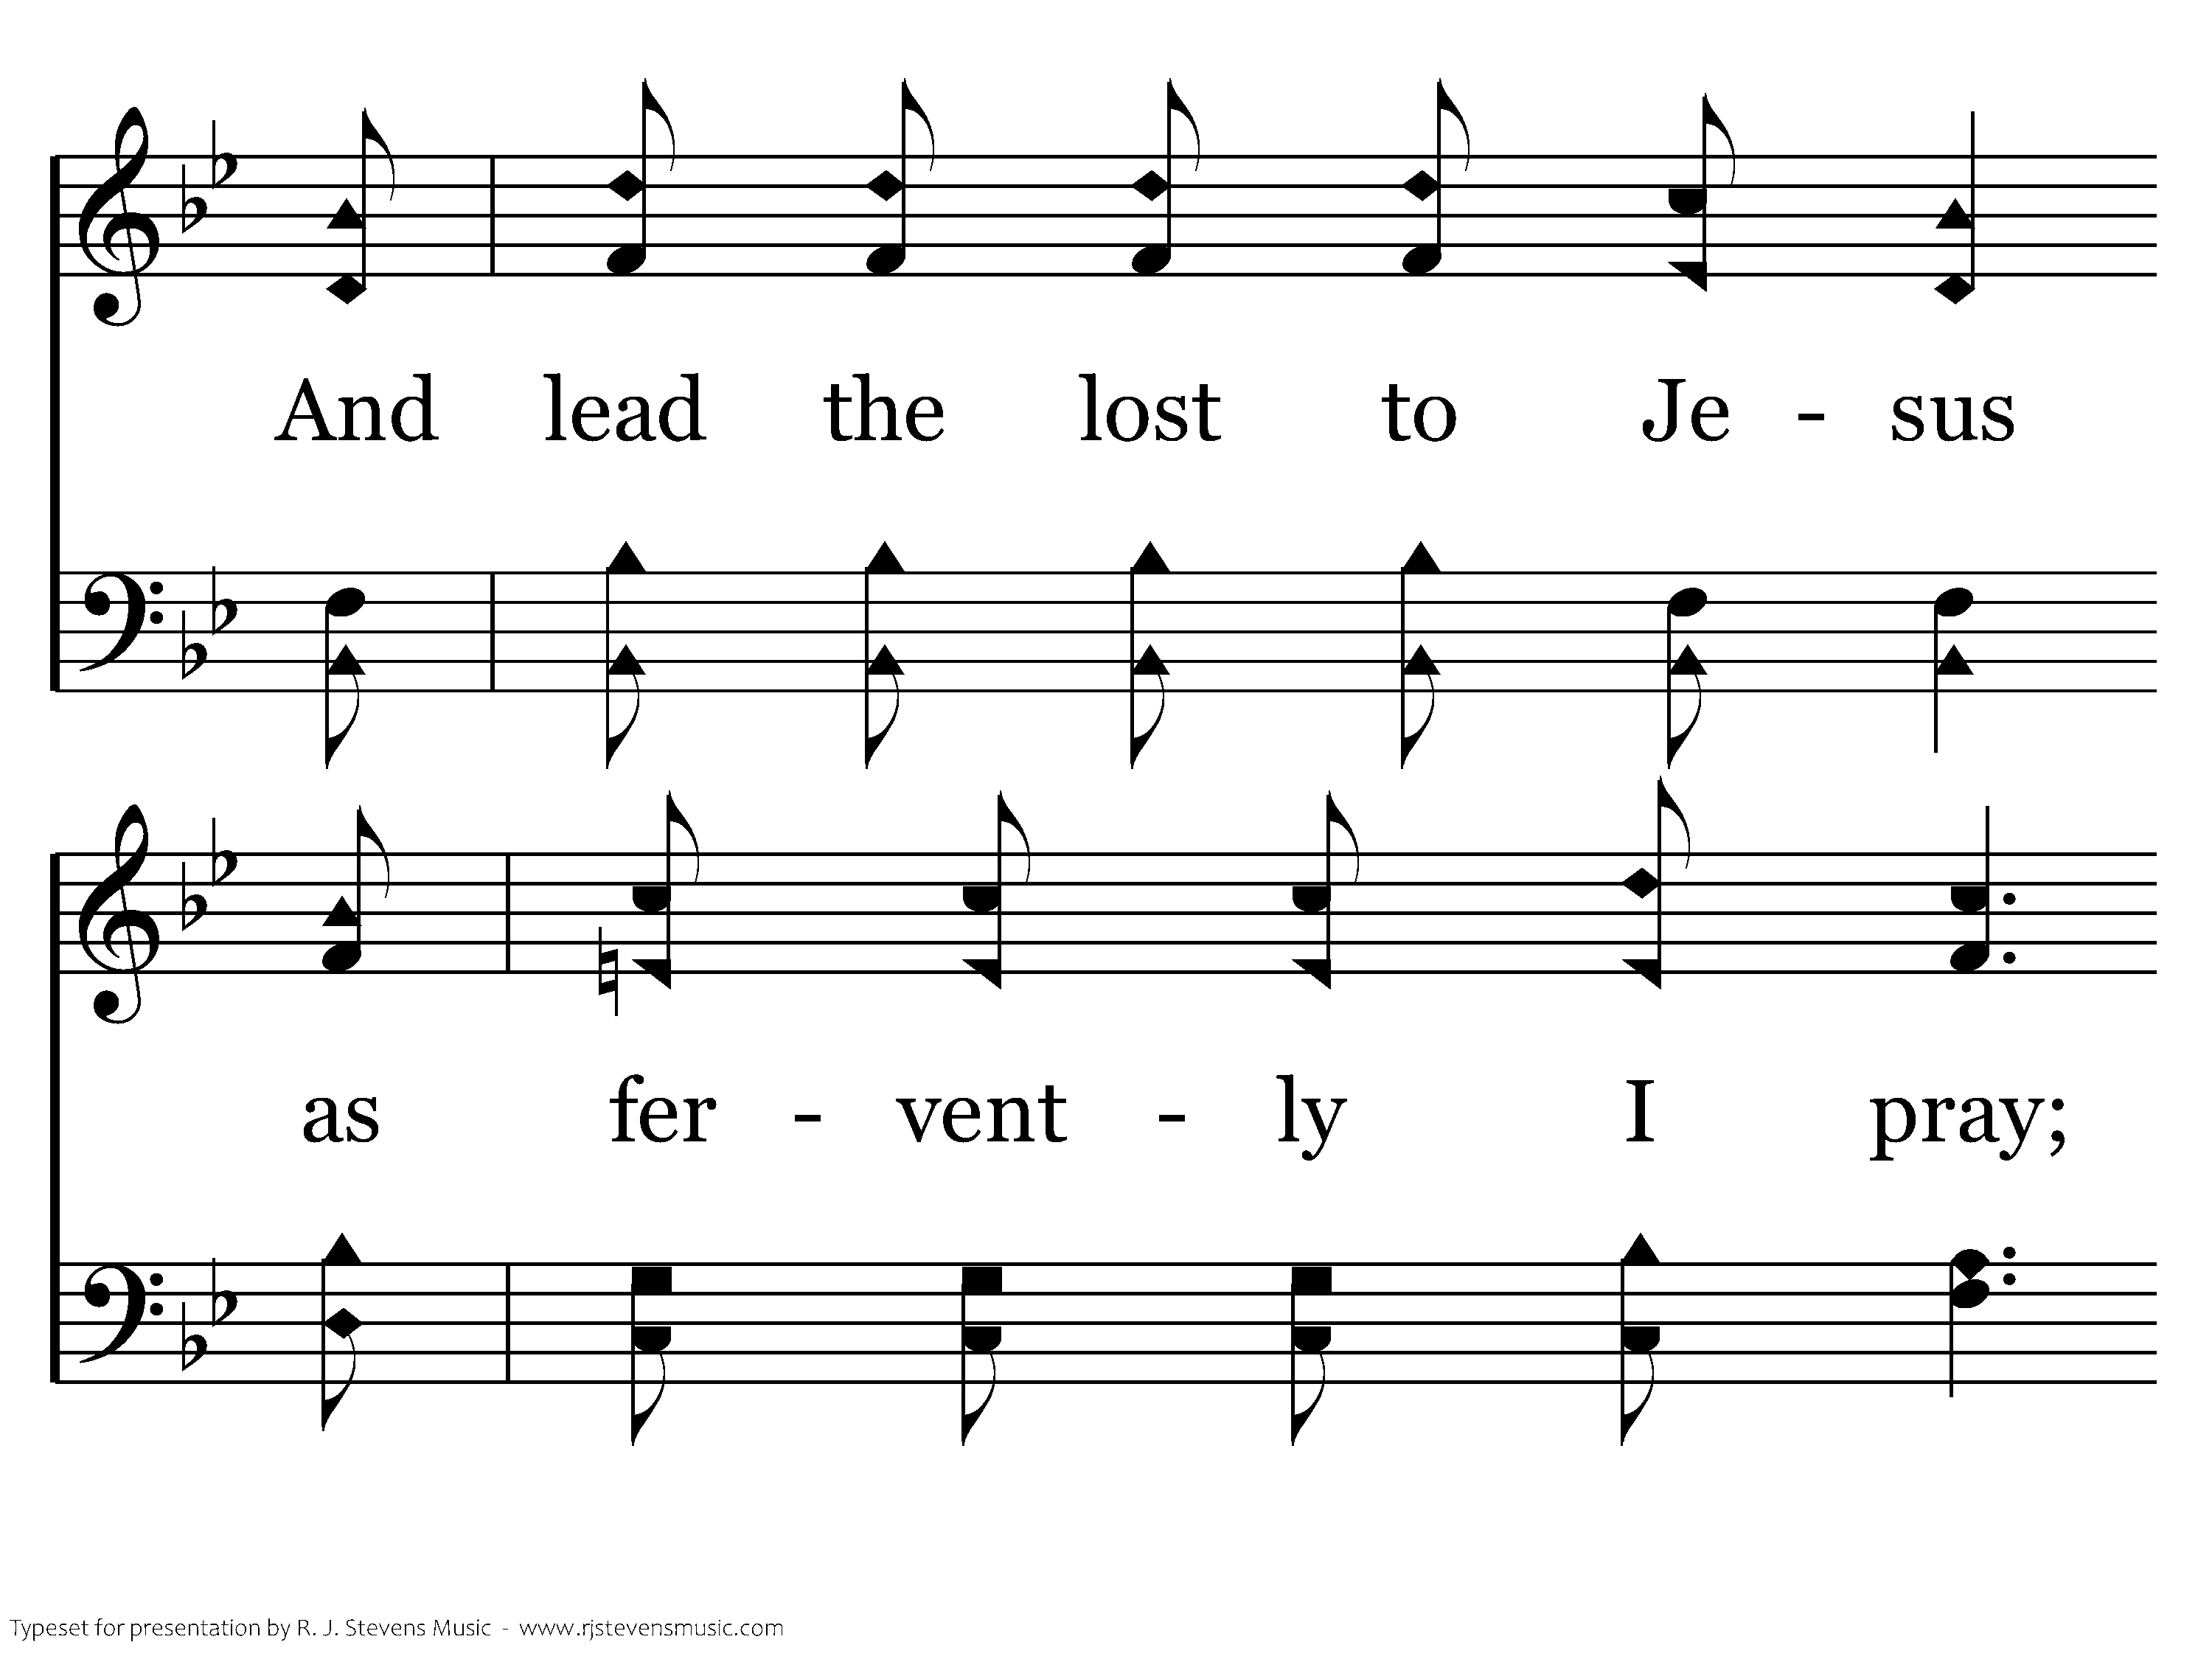 And lead the lost to Je - sus
as fer - vent - ly I pray;
Typeset for presentation by R. J. Stevens Music - www.rjstevensmusic.com